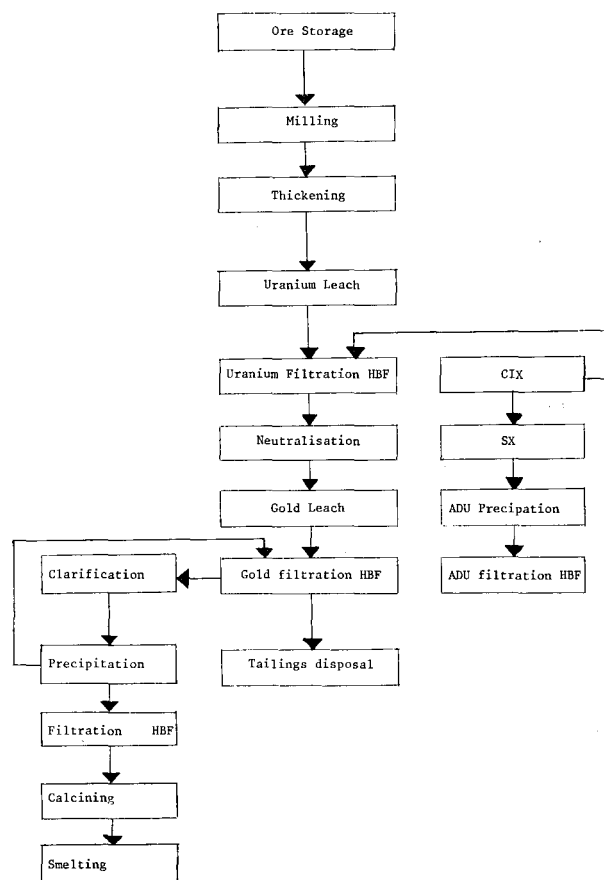 Ore Storage
Milling
Thickening
Uranium Leach
Uranium Filtration HBF
CIX
Neutralisation
SX
Gold Leach
ADU Precipation
Clarification
Gold filtration HBF
ADU filtration HBF
Precipitation
Tailings disposal
Filtration HBF
Calcining
Smelting